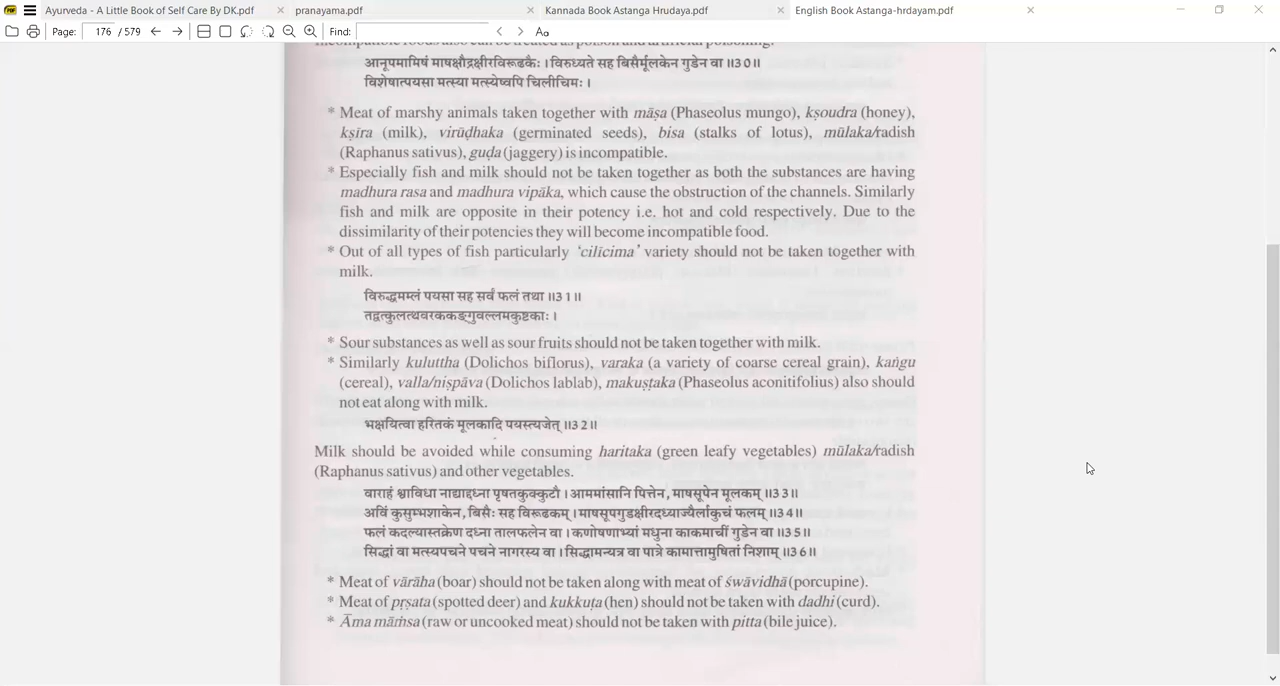 Ayurveda - A Little Book of Self Care By DK.pdf
pranayama.pdf
Kannada Book Astanga Hrudaya.pdf
English Book Astanga-hrdayam.pdf
Page: 176 / 579
Find:
Aa
आनूपमामिषं माषक्षौद्रक्षीरविरूढकैः । विरुध्यते सह बिसैर्मूलकेन गुडेन वा ॥30॥
विशेषात्पयसा मत्स्या मत्स्येष्वपि चिलीचिमः ।
* Meat of marshy animals taken together with māṣa (Phaseolus mungo), kṣoudra (honey),
kṣīra (milk), virūḍhaka (germinated seeds), bisa (stalks of lotus), mūlaka/radish
(Raphanus sativus), guḍa (jaggery) is incompatible.
* Especially fish and milk should not be taken together as both the substances are having
madhura rasa and madhura vipāka, which cause the obstruction of the channels. Similarly
fish and milk are opposite in their potency i.e. hot and cold respectively. Due to the
dissimilarity of their potencies they will become incompatible food.
* Out of all types of fish particularly ‘cilicima’ variety should not be taken together with
milk.
विरुद्धमम्लं पयसा सह सर्वं फलं तथा ॥31॥
तद्वत्कुलत्थवरककङ्गुवल्लमकुष्टकाः ।
* Sour substances as well as sour fruits should not be taken together with milk.
* Similarly kuluttha (Dolichos biflorus), varaka (a variety of coarse cereal grain), kaṅgu
(cereal), valla/niṣpāva (Dolichos lablab), makuṣṭaka (Phaseolus aconitifolius) also should
not eat along with milk.
भक्षयित्वा हरितकं मूलकादि पयस्त्यजेत् ॥32॥
Milk should be avoided while consuming haritaka (green leafy vegetables) mūlaka/radish
(Raphanus sativus) and other vegetables.
वाराहं श्वाविधा नाद्याद्दध्ना पृषतकुक्कुटौ । आममांसानि पित्तेन, माषसूपेन मूलकम् ॥33॥
अविं कुसुम्भशाकेन, बिसैः सह विरूढकम् । माषसूपगुडक्षीरदध्याज्यैर्लाकुचं फलम् ॥34॥
फलं कदल्यास्तक्रेण दध्ना तालफलेन वा । कणोषणाभ्यां मधुना काकमाचीं गुडेन वा ॥35॥
सिद्धां वा मत्स्यपचने पचने नागरस्य वा । सिद्धामन्यत्र वा पात्रे कामात्तामुषितां निशाम् ॥36॥
* Meat of vārāha (boar) should not be taken along with meat of śwāvidhā (porcupine).
* Meat of pṛṣata (spotted deer) and kukkuṭa (hen) should not be taken with dadhi (curd).
* Āma māṁsa (raw or uncooked meat) should not be taken with pitta (bile juice).